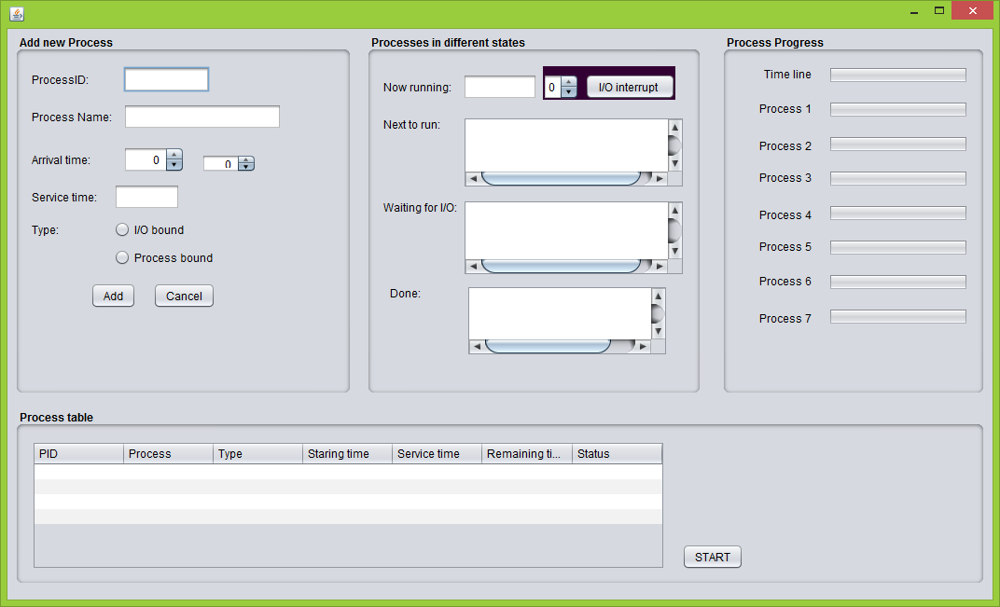 Add new Process
ProcessID:
Process Name:
Arrival time:
0
0
Service time:
Type:
I/O bound
Process bound
Add
Cancel
Processes in different states
Now running:
0
I/O interrupt
Next to run:
Waiting for I/O:
Done:
Process Progress
Time line
Process 1
Process 2
Process 3
Process 4
Process 5
Process 6
Process 7
Process table
PID Process Type Staring time Service time Remaining ti... Status
START